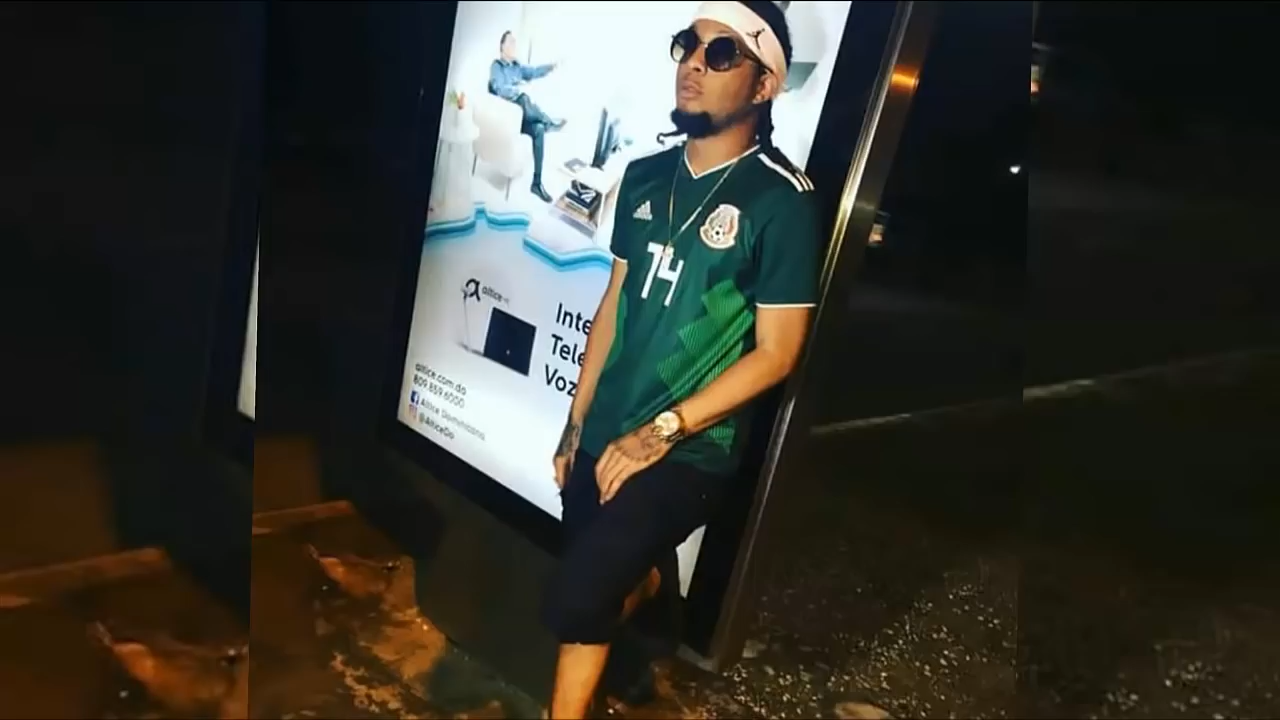 14
altice
Inte
Tele
Voz
altice.com.do
809.859.6000
Altice Dominicana
@AlticeDo